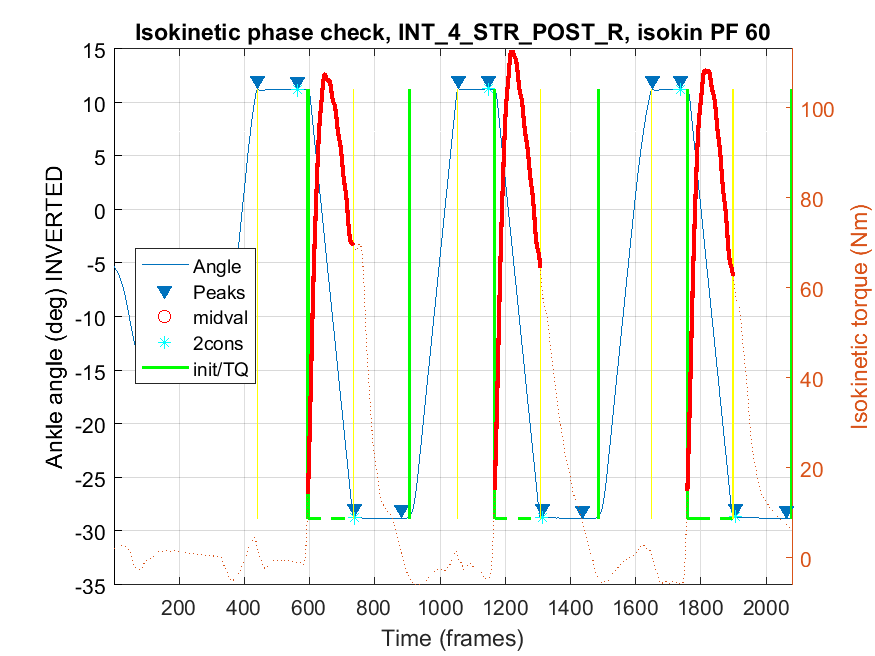 Isokinetic phase check, INT_4_STR_POST_R, isokin PF 60
Ankle angle (deg) INVERTED
15
10
5
0
-5
-10
-15
-20
-25
-30
-35
Angle
Peaks
midval
2cons
init/TQ
100
80
60
40
20
0
Isokinetic torque (Nm)
200 400 600 800 1000 1200 1400 1600 1800 2000
Time (frames)